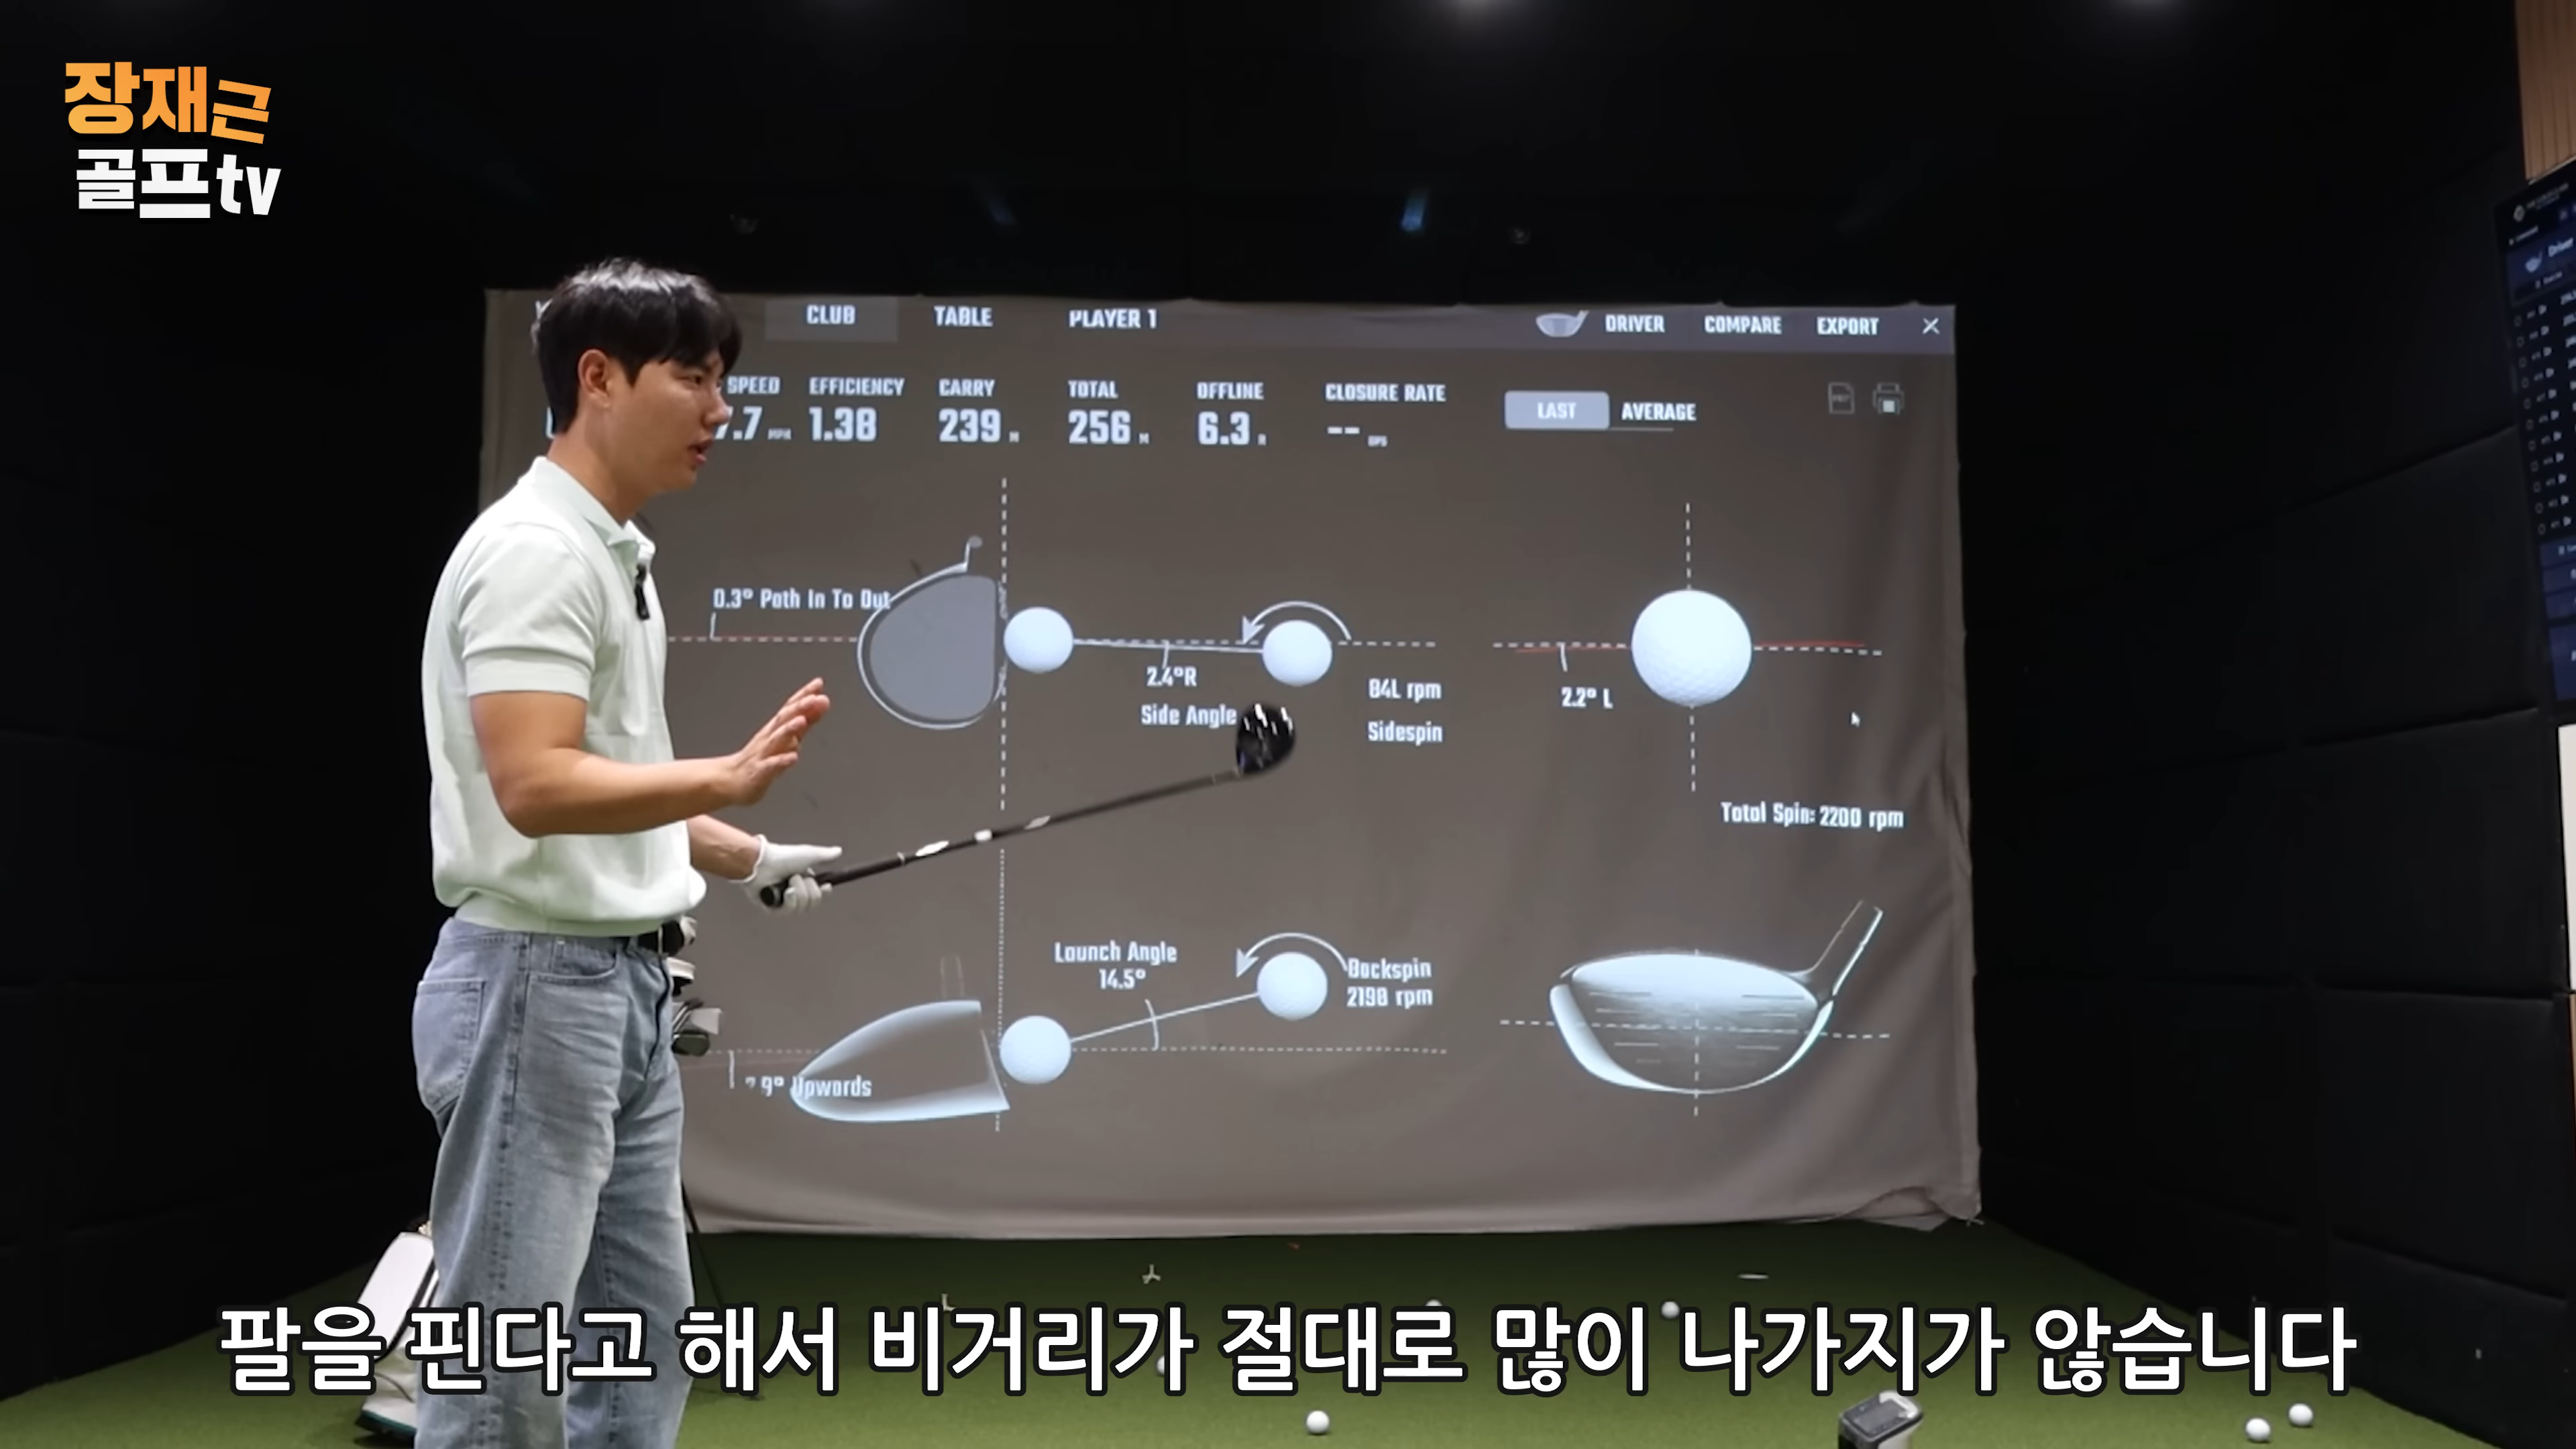 장재근
골프tv
CLUB TABLE PLAYER 1 DRIVER COMPARE EXPORT
SPEED EFFICIENCY CARRY TOTAL OFFLINE CLOSURE RATE
LAST AVERAGE
.7 MPH 1.38 239 M 256 M 6.3 R --
0.3° Path In To Out
2.4°R
Side Angle
84L rpm
Sidespin
2.2° L
Total Spin: 2200 rpm
Launch Angle
14.5°
Backspin
2198 rpm
.9° Upwards
팔을 핀다고 해서 비거리가 절대로 많이 나가지가 않습니다